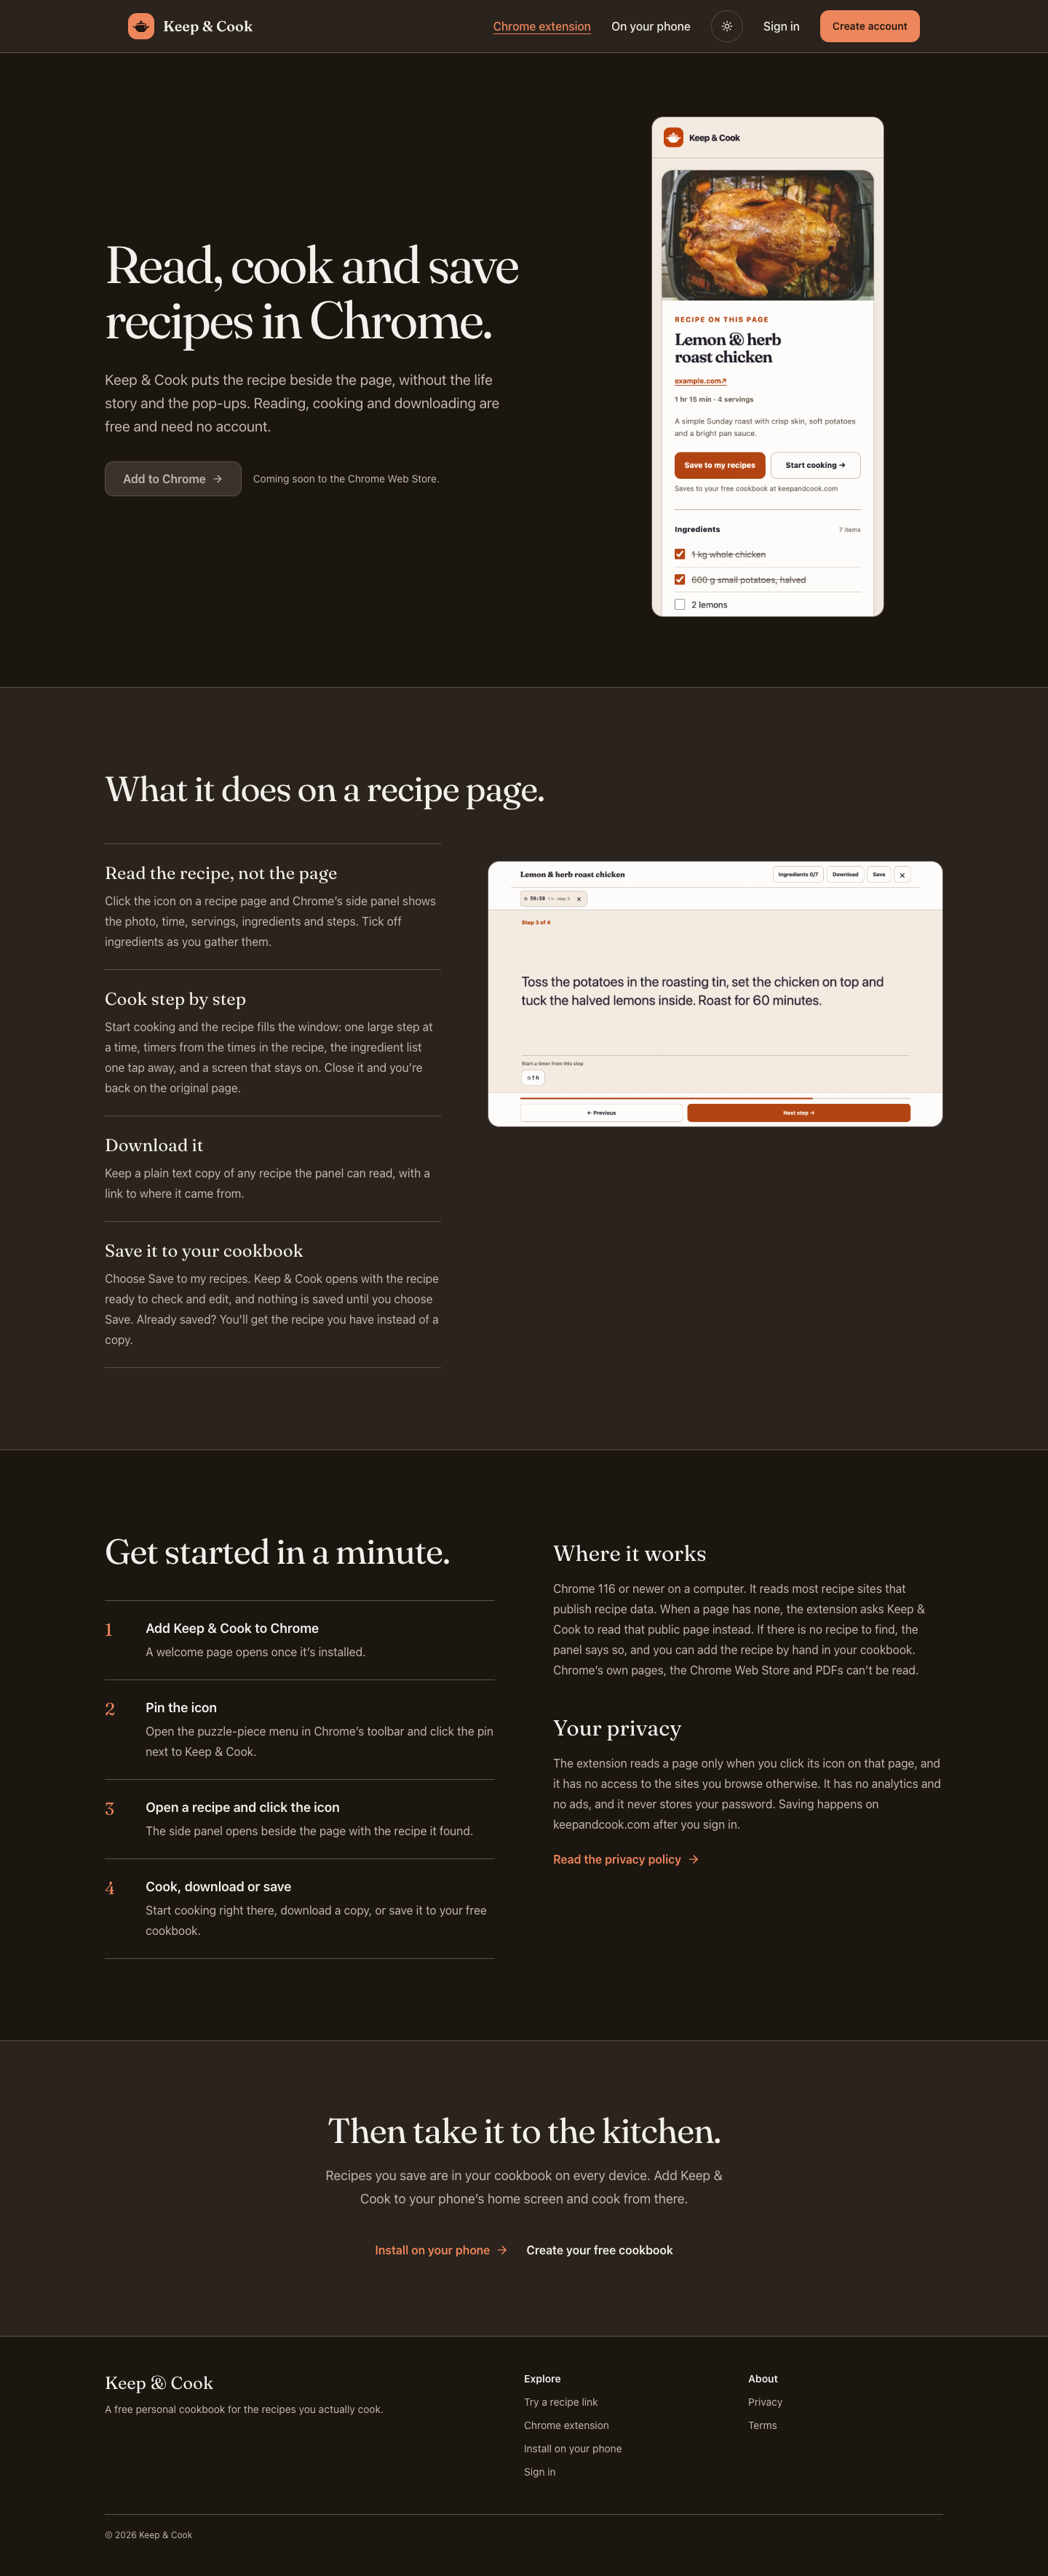 Keep & Cook
Chrome extension
On your phone
Sign in
Create account
Read, cook and save
recipes in Chrome.
Keep & Cook puts the recipe beside the page, without the life
story and the pop-ups. Reading, cooking and downloading are
free and need no account.
Add to Chrome →
Coming soon to the Chrome Web Store.
Keep & Cook
RECIPE ON THIS PAGE
Lemon & herb
roast chicken
example.com↗
1 hr 15 min · 4 servings
A simple Sunday roast with crisp skin, soft potatoes
and a bright pan sauce.
Save to my recipes
Start cooking →
Saves to your free cookbook at keepandcook.com
Ingredients
7 items
1 kg whole chicken
600 g small potatoes, halved
2 lemons
What it does on a recipe page.
Read the recipe, not the page
Click the icon on a recipe page and Chrome’s side panel shows
the photo, time, servings, ingredients and steps. Tick off
ingredients as you gather them.
Cook step by step
Start cooking and the recipe fills the window: one large step at
a time, timers from the times in the recipe, the ingredient list
one tap away, and a screen that stays on. Close it and you’re
back on the original page.
Download it
Keep a plain text copy of any recipe the panel can read, with a
link to where it came from.
Save it to your cookbook
Choose Save to my recipes. Keep & Cook opens with the recipe
ready to check and edit, and nothing is saved until you choose
Save. Already saved? You’ll get the recipe you have instead of a
copy.
Lemon & herb roast chicken
Ingredients 0/7
Download
Save
×
59:59 1 h · step 3 ×
Step 3 of 4
Toss the potatoes in the roasting tin, set the chicken on top and
tuck the halved lemons inside. Roast for 60 minutes.
Start a timer from this step
1 h
← Previous
Next step →
Get started in a minute.
1
Add Keep & Cook to Chrome
A welcome page opens once it’s installed.
2
Pin the icon
Open the puzzle-piece menu in Chrome’s toolbar and click the pin
next to Keep & Cook.
3
Open a recipe and click the icon
The side panel opens beside the page with the recipe it found.
4
Cook, download or save
Start cooking right there, download a copy, or save it to your free
cookbook.
Where it works
Chrome 116 or newer on a computer. It reads most recipe sites that
publish recipe data. When a page has none, the extension asks Keep &
Cook to read that public page instead. If there is no recipe to find, the
panel says so, and you can add the recipe by hand in your cookbook.
Chrome’s own pages, the Chrome Web Store and PDFs can’t be read.
Your privacy
The extension reads a page only when you click its icon on that page, and
it has no access to the sites you browse otherwise. It has no analytics and
no ads, and it never stores your password. Saving happens on
keepandcook.com after you sign in.
Read the privacy policy →
Then take it to the kitchen.
Recipes you save are in your cookbook on every device. Add Keep &
Cook to your phone’s home screen and cook from there.
Install on your phone →
Create your free cookbook
Keep & Cook
A free personal cookbook for the recipes you actually cook.
Explore
Try a recipe link
Chrome extension
Install on your phone
Sign in
About
Privacy
Terms
© 2026 Keep & Cook